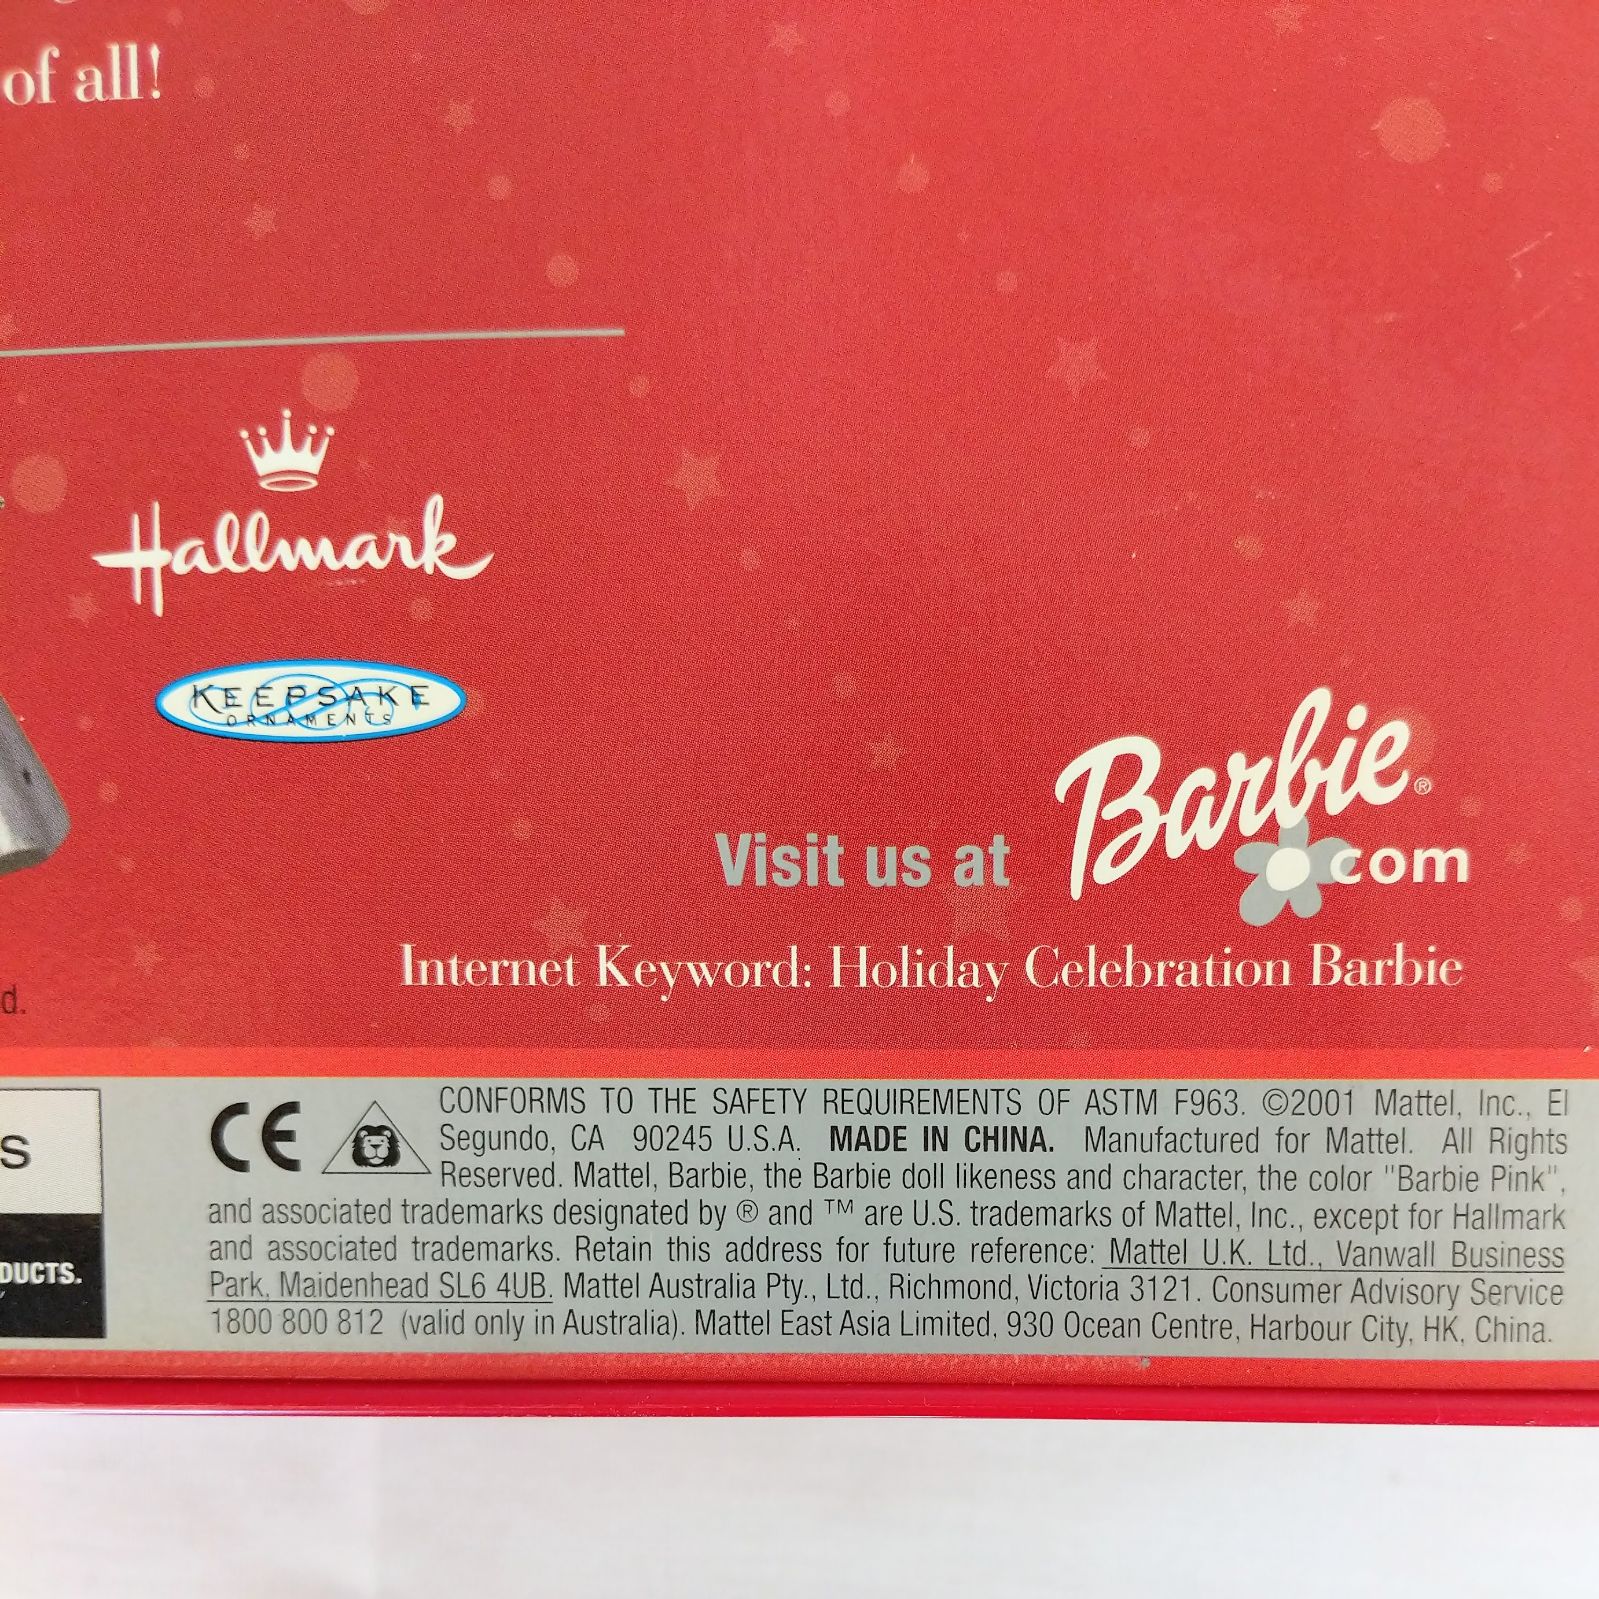 of all!
Hallmark
KEEPSAKE
ORNAMENTS
Visit us at Barbie® com
Internet Keyword: Holiday Celebration Barbie
d.
S
DUCTS.
CE
CONFORMS TO THE SAFETY REQUIREMENTS OF ASTM F963. ©2001 Mattel, Inc., El
Segundo, CA 90245 U.S.A. MADE IN CHINA. Manufactured for Mattel. All Rights
Reserved. Mattel, Barbie, the Barbie doll likeness and character, the color "Barbie Pink",
and associated trademarks designated by ® and ™ are U.S. trademarks of Mattel, Inc., except for Hallmark
and associated trademarks. Retain this address for future reference: Mattel U.K. Ltd., Vanwall Business
Park, Maidenhead SL6 4UB. Mattel Australia Pty., Ltd., Richmond, Victoria 3121. Consumer Advisory Service
1800 800 812 (valid only in Australia). Mattel East Asia Limited, 930 Ocean Centre, Harbour City, HK, China.